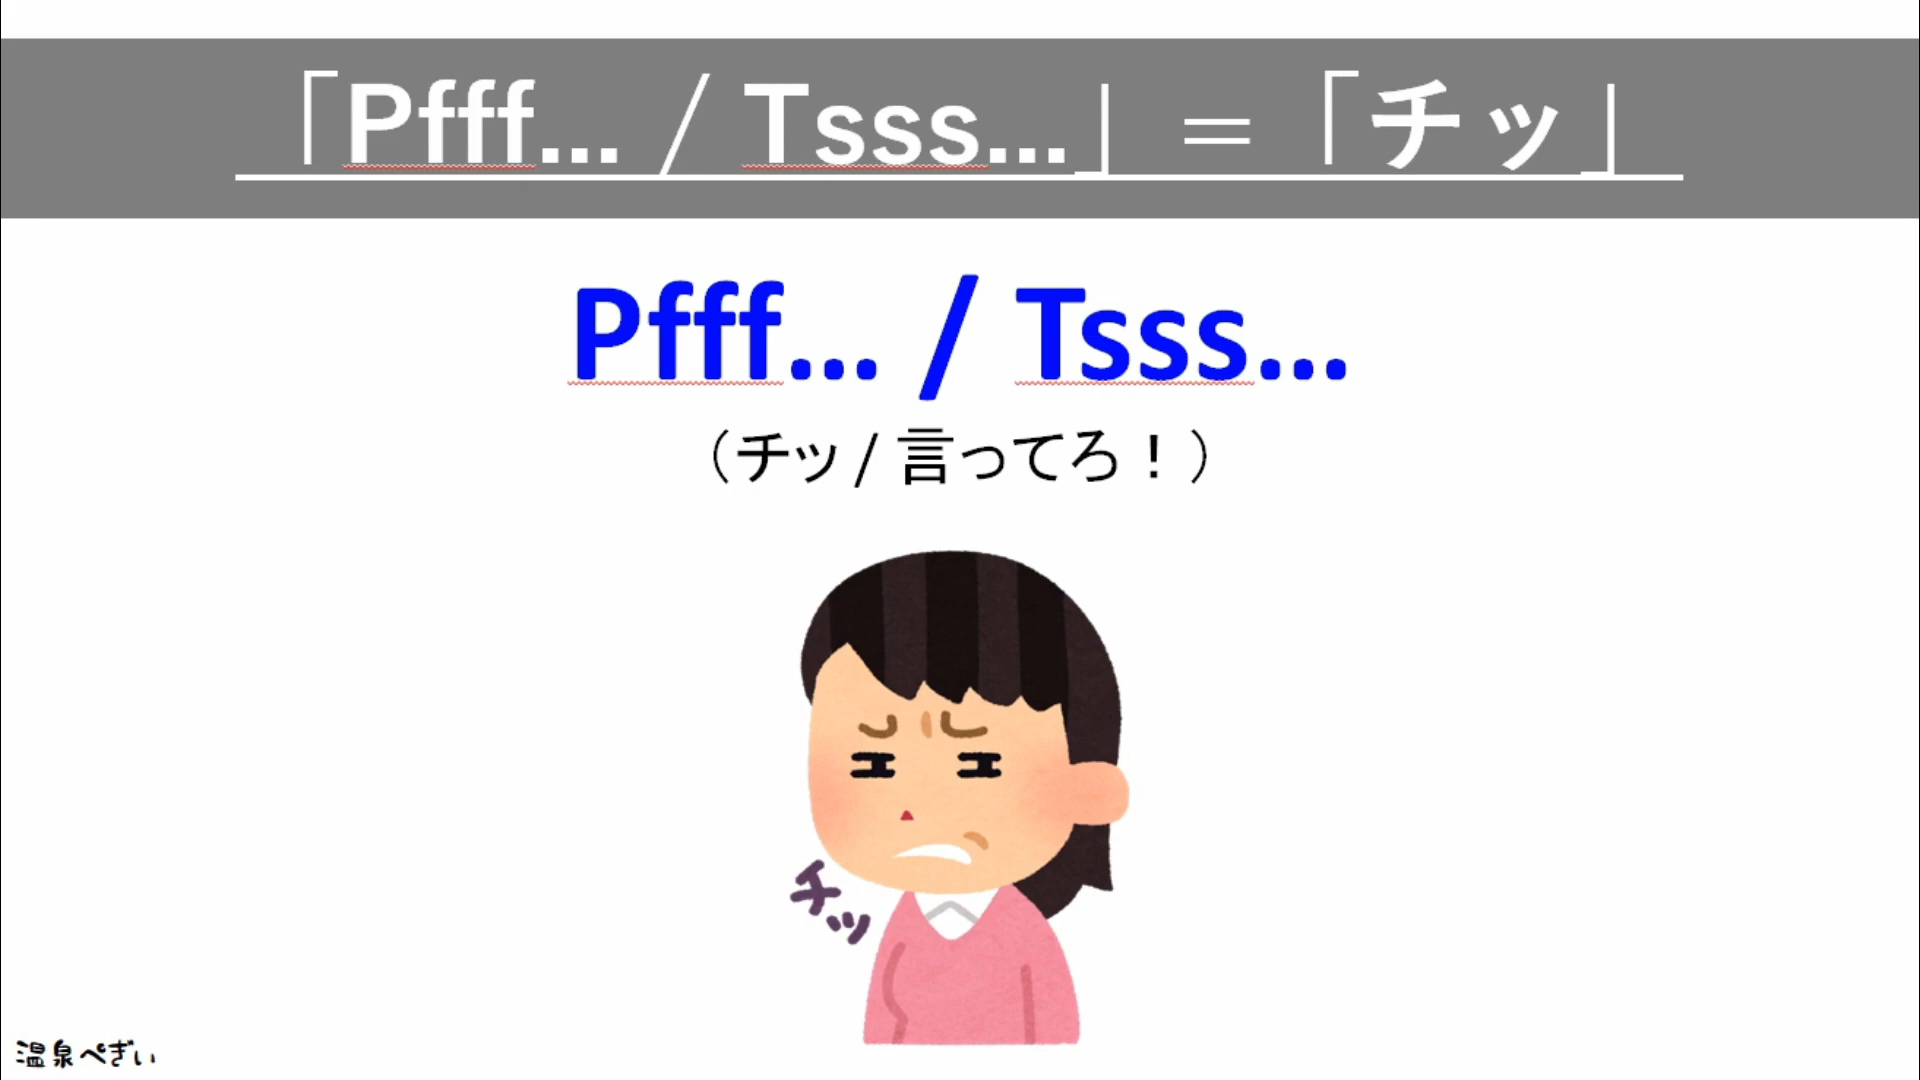 「Pfff... / Tsss...」＝「チッ」
Pfff... / Tsss...
（チッ / 言ってろ！）
チッ
温泉ぺぎぃ